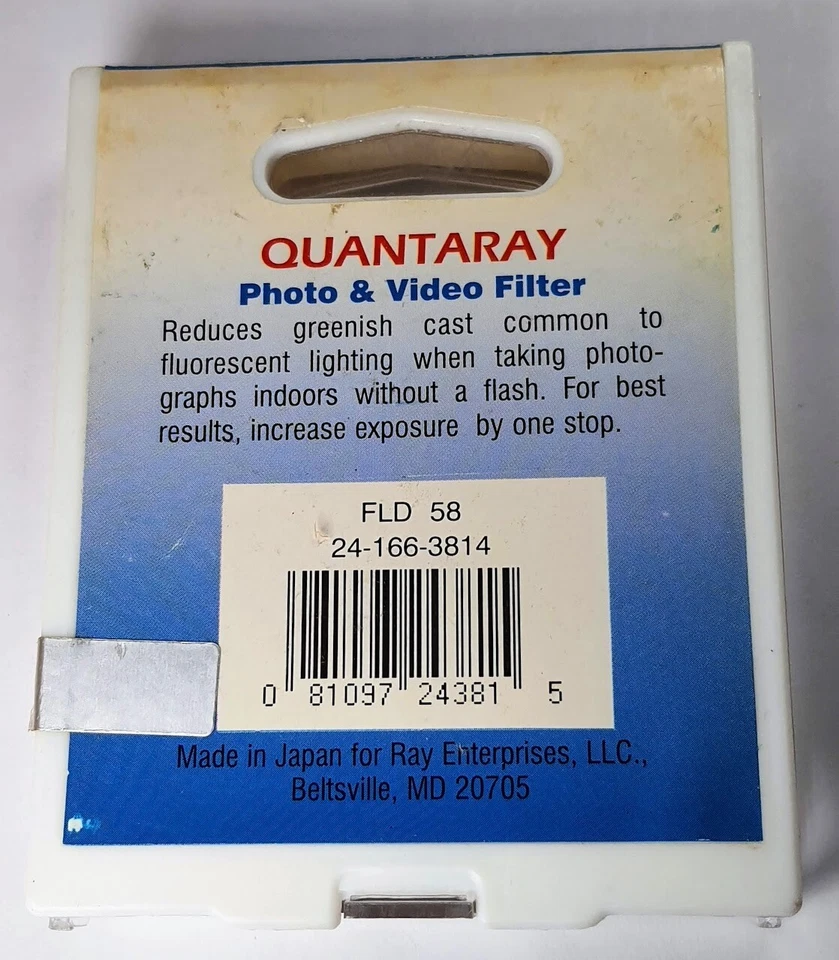 QUANTARAY
Photo & Video Filter
Reduces greenish cast common to
fluorescent lighting when taking photo-
graphs indoors without a flash. For best
results, increase exposure by one stop.
FLD 58
24-166-3814
0 81097 24381 5
Made in Japan for Ray Enterprises, LLC.,
Beltsville, MD 20705